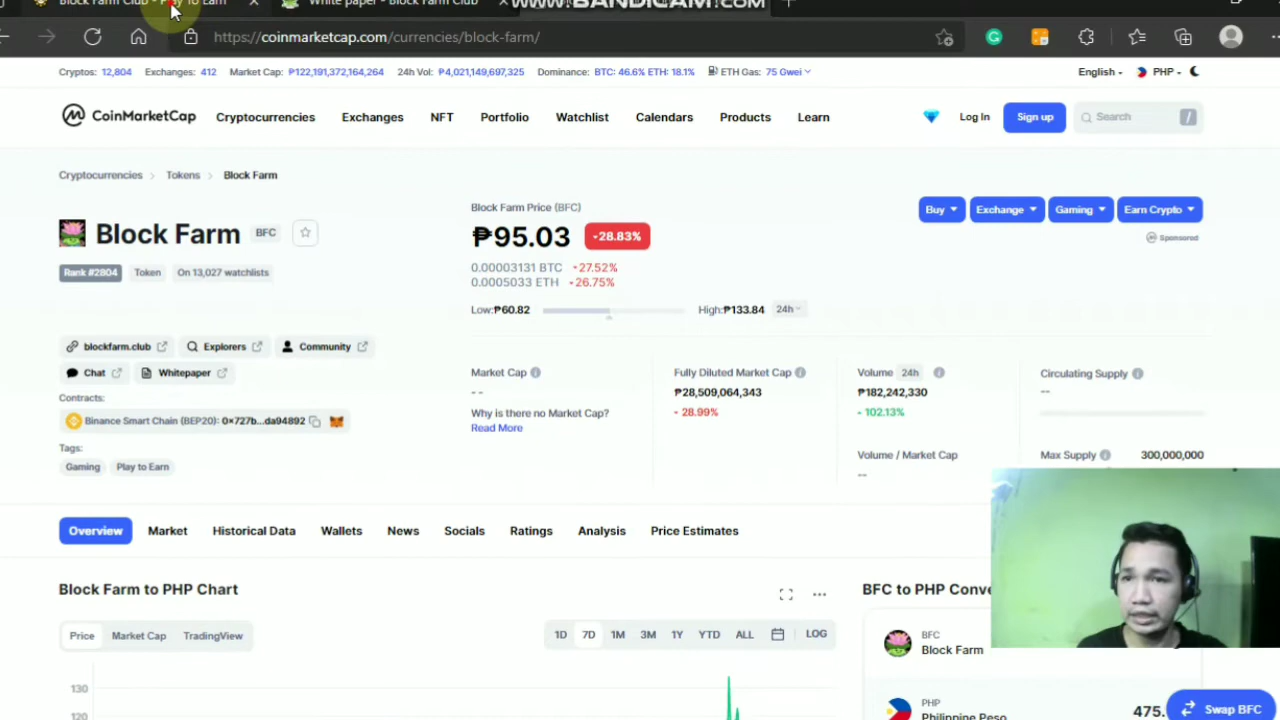 Block Farm Club - Play To Earn
White paper - Block Farm Club
WWW.BANDICAM.COM
https://coinmarketcap.com/currencies/block-farm/
Cryptos: 12,804 Exchanges: 412 Market Cap: ₱122,191,372,164,264 24h Vol: ₱4,021,149,697,325 Dominance: BTC: 46.6% ETH: 18.1% ETH Gas: 75 Gwei
English PHP
CoinMarketCap Cryptocurrencies Exchanges NFT Portfolio Watchlist Calendars Products Learn Log In Sign up Search /
Cryptocurrencies > Tokens > Block Farm
Block Farm BFC
Rank #2804 Token On 13,027 watchlists
blockfarm.club Explorers Community
Chat Whitepaper
Contracts:
Binance Smart Chain (BEP20): 0x727b...da94892
Tags:
Gaming Play to Earn
Block Farm Price (BFC)
₱95.03 -28.83%
0.00003131 BTC -27.52%
0.0005033 ETH -26.75%
Low:₱60.82 High:₱133.84 24h
Buy Exchange Gaming Earn Crypto
Sponsored
Market Cap
- -
Why is there no Market Cap?
Read More
Fully Diluted Market Cap
₱28,509,064,343
- 28.99%
Volume 24h
₱182,242,330
- 102.13%
Volume / Market Cap
--
Circulating Supply
--
Max Supply 300,000,000
Overview Market Historical Data Wallets News Socials Ratings Analysis Price Estimates
Block Farm to PHP Chart
Price Market Cap TradingView
1D 7D 1M 3M 1Y YTD ALL LOG
130
120
BFC to PHP Conve
BFC
Block Farm
PHP
Philippine Peso
475.
Swap BFC